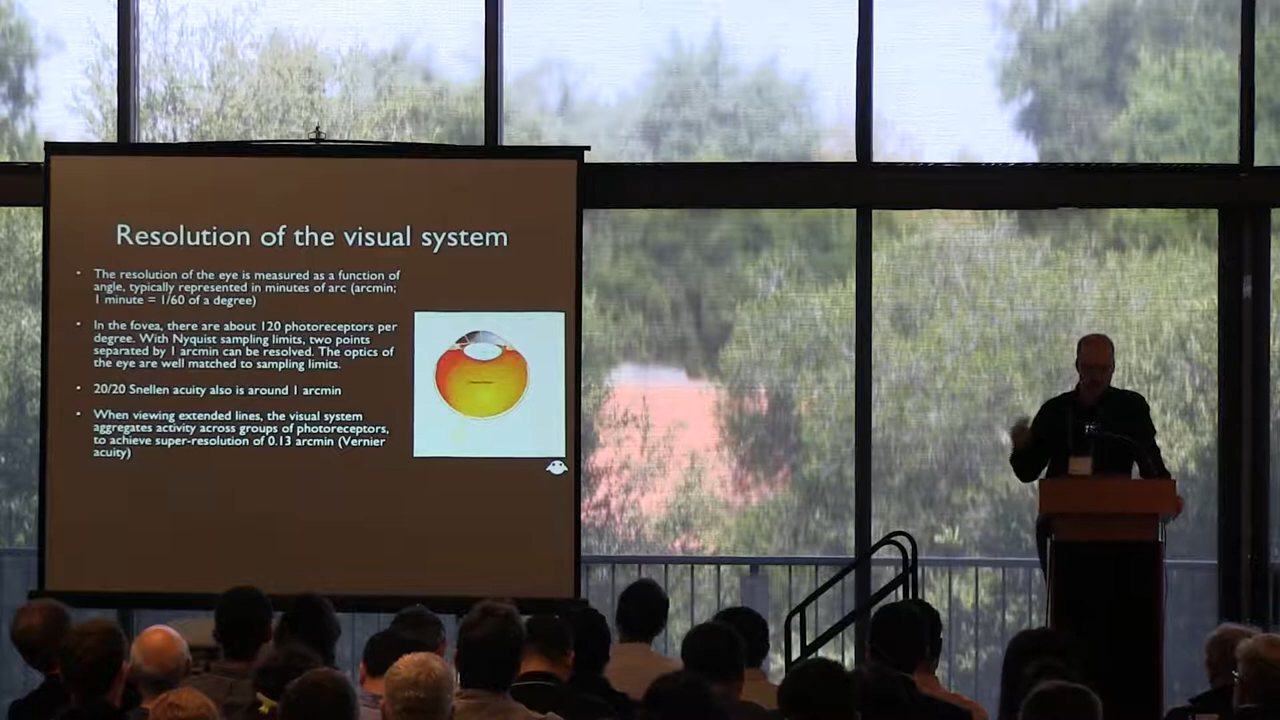 Resolution of the visual system
• The resolution of the eye is measured as a function of
angle, typically represented in minutes of arc (arcmin;
1 minute = 1/60 of a degree)
• In the fovea, there are about 120 photoreceptors per
degree. With Nyquist sampling limits, two points
separated by 1 arcmin can be resolved. The optics of
the eye are well matched to sampling limits.
• 20/20 Snellen acuity also is around 1 arcmin
• When viewing extended lines, the visual system
aggregates activity across groups of photoreceptors,
to achieve super-resolution of 0.13 arcmin (Vernier
acuity)